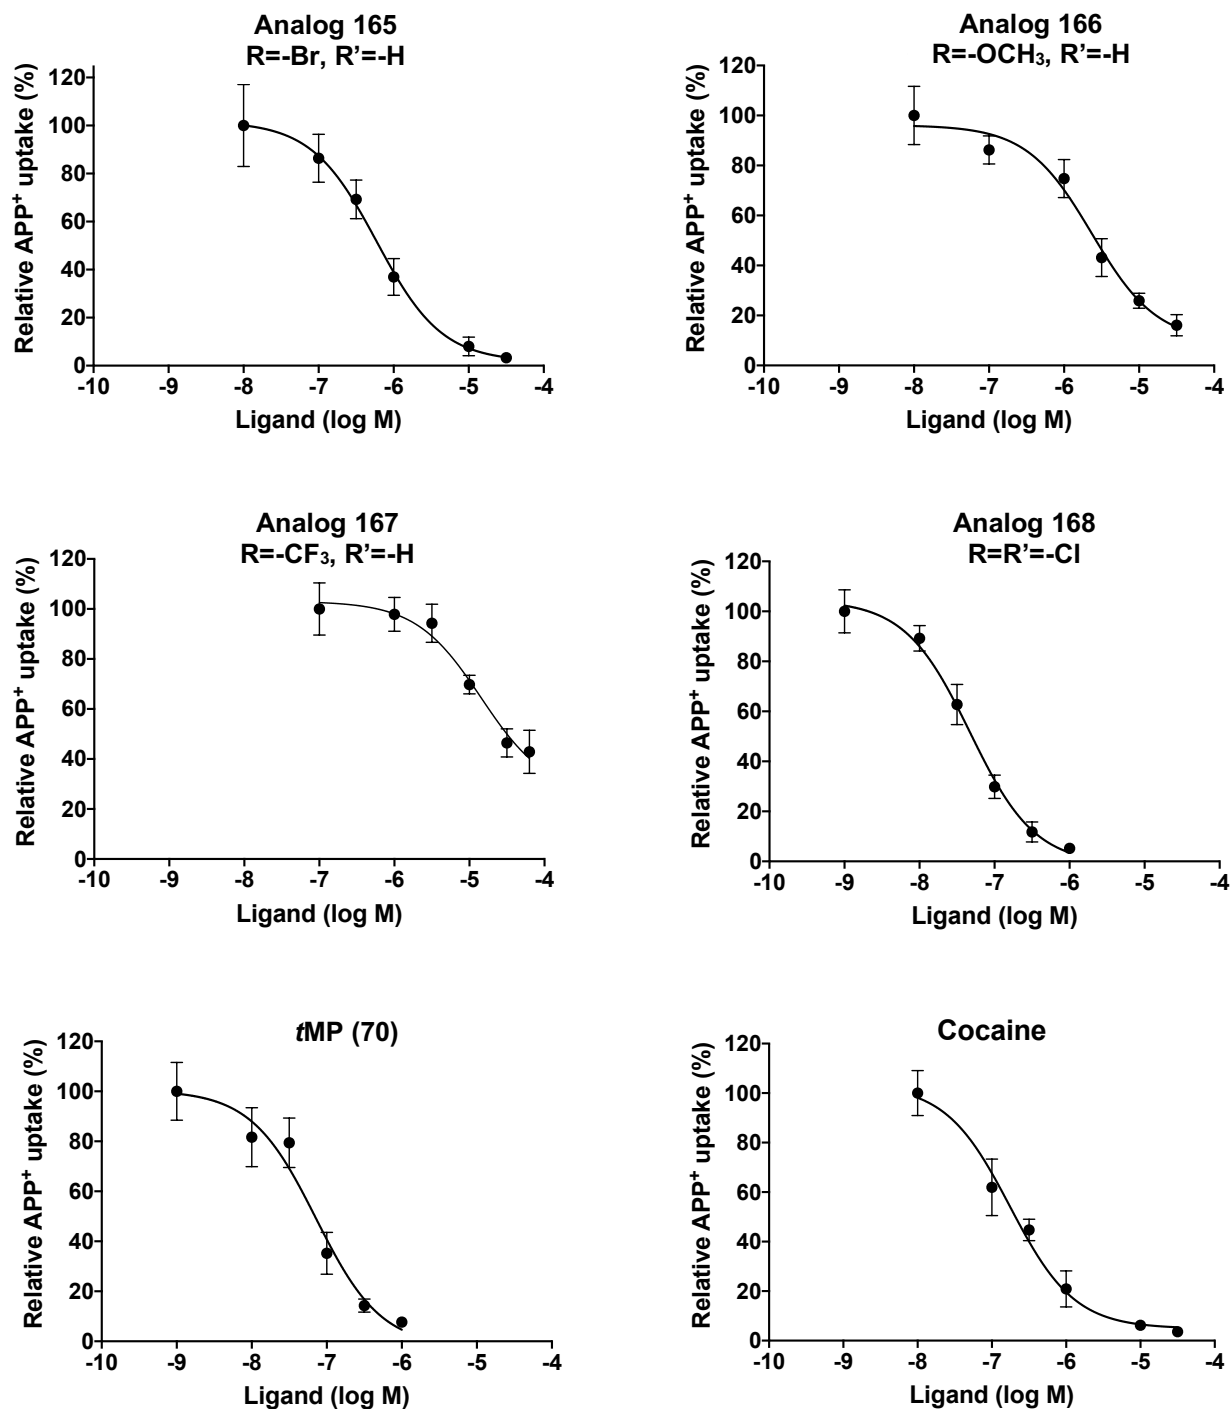 Analog 165
R=-Br, R'=-H
Relative APP⁺ uptake (%)
120
100
80
60
40
20
0
-10 -9 -8 -7 -6 -5 -4
Ligand (log M)
Analog 166
R=-OCH₃, R'=-H
Relative APP⁺ uptake (%)
120
100
80
60
40
20
0
-10 -9 -8 -7 -6 -5 -4
Ligand (log M)
Analog 167
R=-CF₃, R'=-H
Relative APP⁺ uptake (%)
120
100
80
60
40
20
0
-10 -9 -8 -7 -6 -5 -4
Ligand (log M)
Analog 168
R=R'=-Cl
Relative APP⁺ uptake (%)
120
100
80
60
40
20
0
-10 -9 -8 -7 -6 -5 -4
Ligand (log M)
tMP (70)
Relative APP⁺ uptake (%)
120
100
80
60
40
20
0
-10 -9 -8 -7 -6 -5 -4
Ligand (log M)
Cocaine
Relative APP⁺ uptake (%)
120
100
80
60
40
20
0
-10 -9 -8 -7 -6 -5 -4
Ligand (log M)